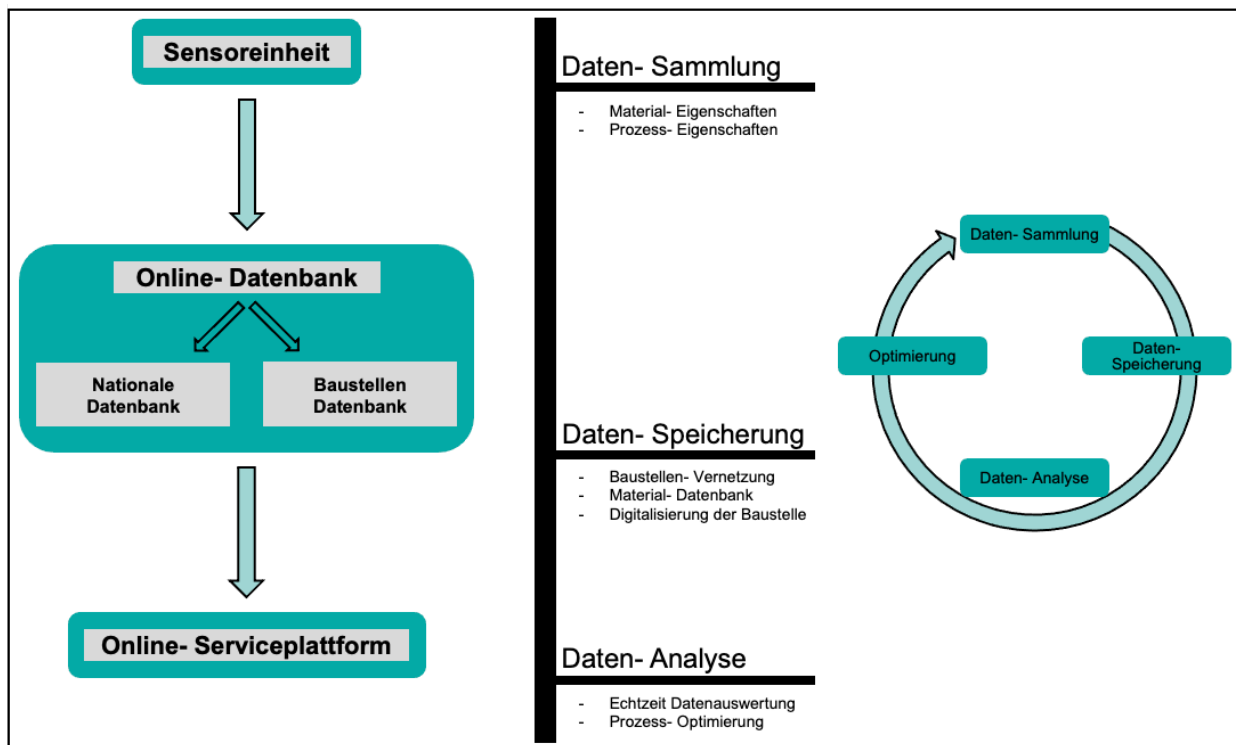 Sensoreinheit
Online- Datenbank
Nationale
Datenbank
Baustellen
Datenbank
Online- Serviceplattform
Daten- Sammlung
- Material- Eigenschaften
- Prozess- Eigenschaften
Daten- Speicherung
- Baustellen- Vernetzung
- Material- Datenbank
- Digitalisierung der Baustelle
Daten- Analyse
- Echtzeit Datenauswertung
- Prozess- Optimierung
Daten- Sammlung
Optimierung
Daten-
Speicherung
Daten- Analyse